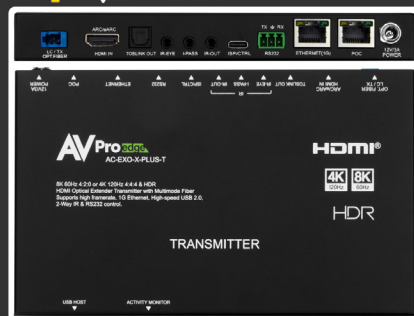 ARC/eARC
TX RX
LC / TX
OPT FIBER
HDMI IN
TOSLINK OUT
IR-EYE
I-PASS
IR-OUT
ISP/CTRL
RS232
ETHERNET(1G)
POC
12V/3A
POWER
12V/3A
POWER
POC
ETHERNET
RS232
ISP/CTRL
IR-OUT
I-PASS
IR-EYE
TOSLINK OUT
ARC/eARC
HDMI IN
LC / TX
OPT FIBER
IR
AVPro edge
AC-EXO-X-PLUS-T
HDMI®
8K 60Hz 4:2:0 or 4K 120Hz 4:4:4 & HDR
HDMI Optical Extender Transmitter with Multimode Fiber
Supports high framerate, 1G Ethernet, High-speed USB 2.0,
2-Way IR & RS232 control.
4K 8K
120Hz 60Hz
HDR
TRANSMITTER
USB HOST
ACTIVITY MONITOR